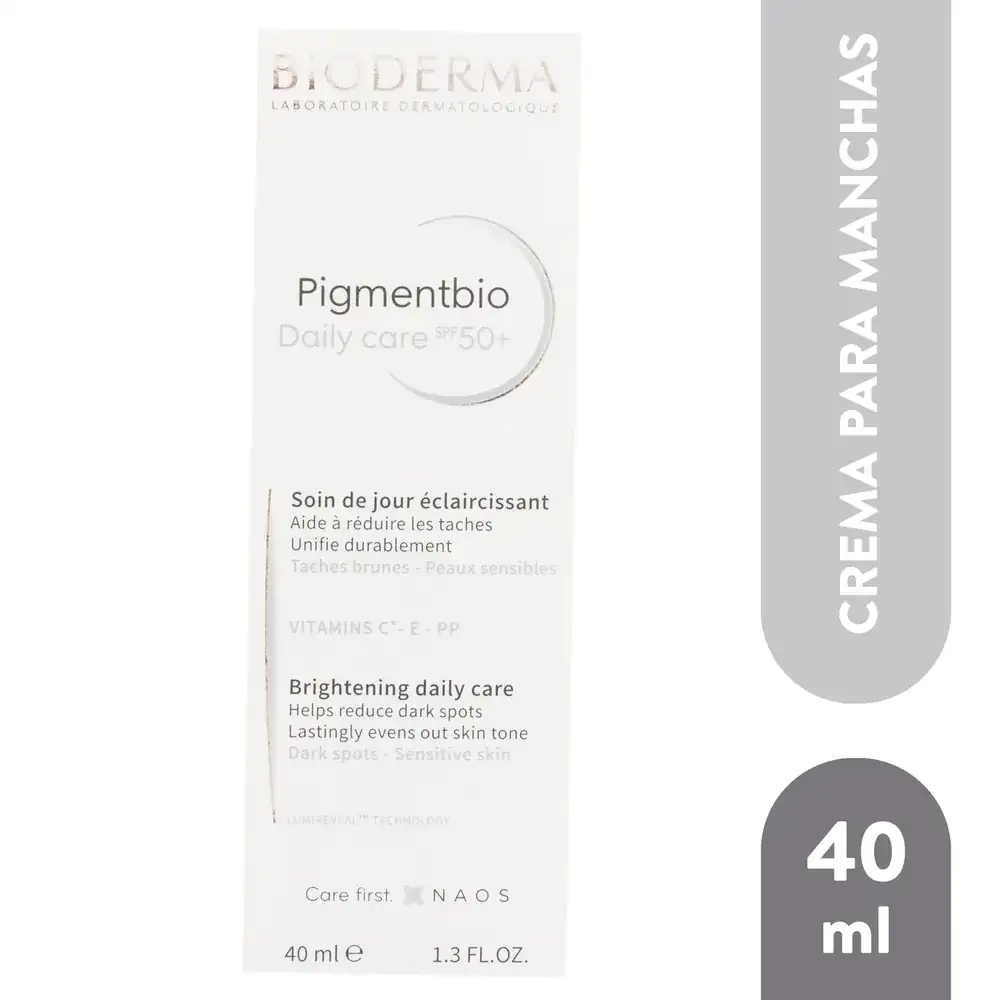 BIODERMA
LABORATOIRE DERMATOLOGIQUE
Pigmentbio
Daily care SPF50+
Soin de jour éclaircissant
Aide à réduire les taches
Unifie durablement
Taches brunes - Peaux sensibles
VITAMINS C*- E - PP
Brightening daily care
Helps reduce dark spots
Lastingly evens out skin tone
Dark spots - Sensitive skin
LUMIREVEAL™ TECHNOLOGY
Care first. NAOS
40 ml ℮ 1.3 FL.OZ.
CREMA PARA MANCHAS
40
ml